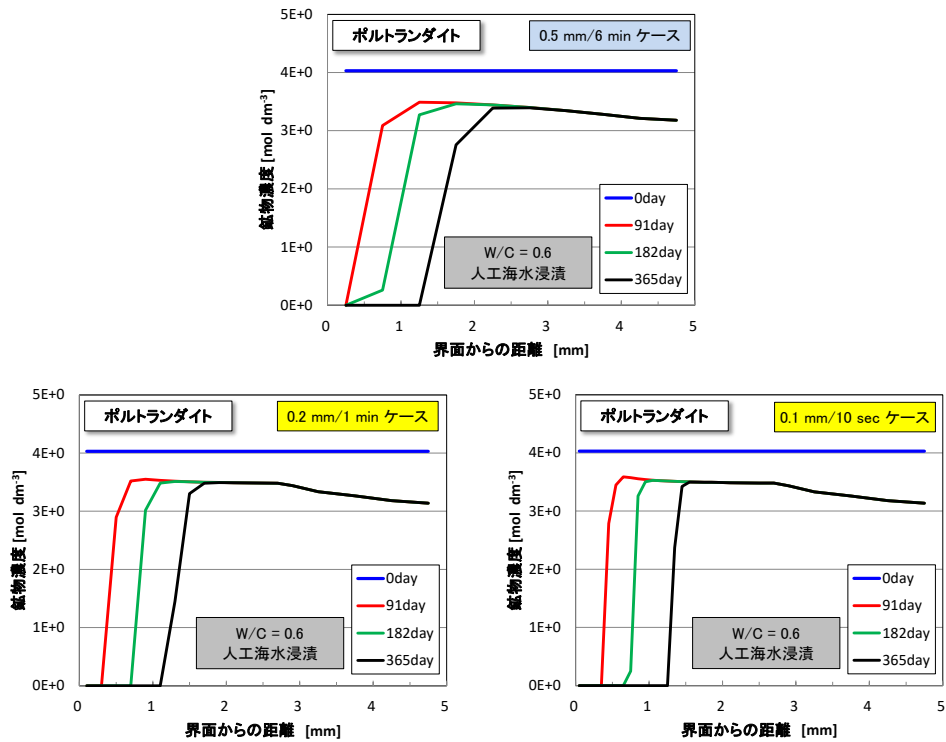 ポルトランダイト
0.5 mm/6 min ケース
5E+0
4E+0
3E+0
2E+0
1E+0
0E+0
鉱物濃度 [mol dm-3]
0day
91day
182day
365day
W/C = 0.6
人工海水浸漬
0 1 2 3 4 5
界面からの距離 [mm]
ポルトランダイト
0.2 mm/1 min ケース
5E+0
4E+0
3E+0
2E+0
1E+0
0E+0
鉱物濃度 [mol dm-3]
0day
91day
182day
365day
W/C = 0.6
人工海水浸漬
0 1 2 3 4 5
界面からの距離 [mm]
ポルトランダイト
0.1 mm/10 sec ケース
5E+0
4E+0
3E+0
2E+0
1E+0
0E+0
鉱物濃度 [mol dm-3]
0day
91day
182day
365day
W/C = 0.6
人工海水浸漬
0 1 2 3 4 5
界面からの距離 [mm]